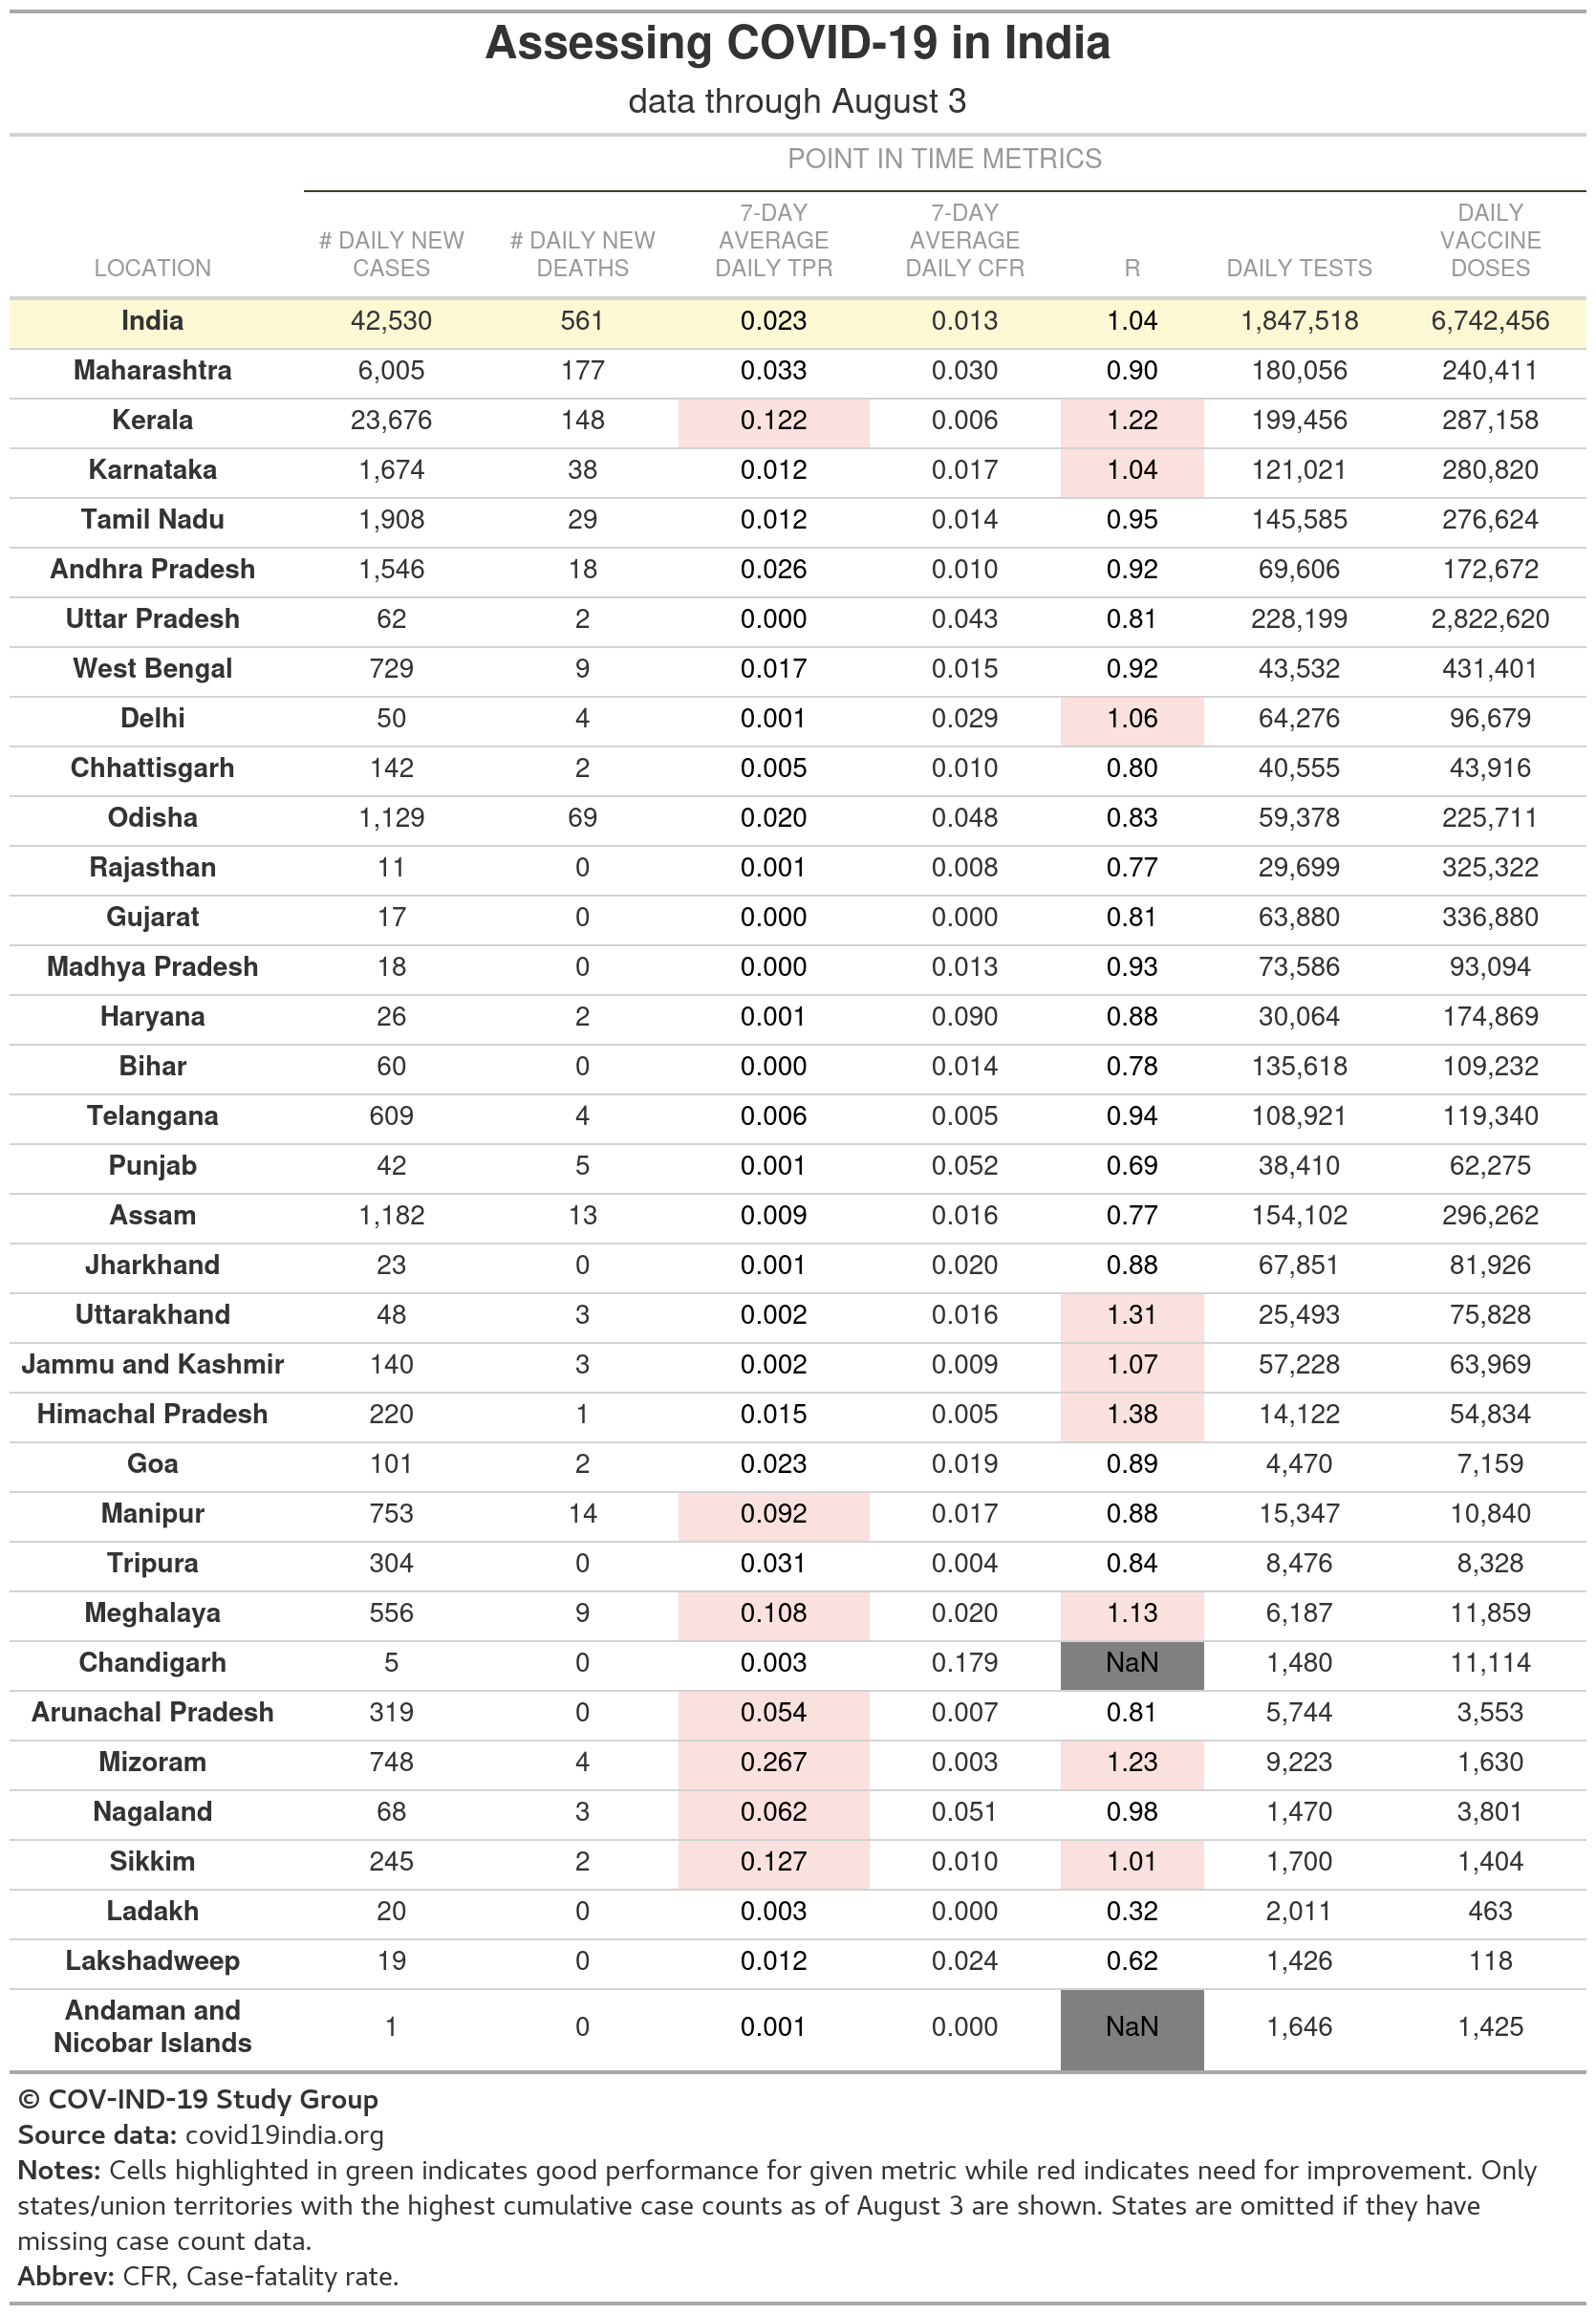 Assessing COVID-19 in India
data through August 3
POINT IN TIME METRICS
LOCATION # DAILY NEW CASES # DAILY NEW DEATHS 7-DAY AVERAGE DAILY TPR 7-DAY AVERAGE DAILY CFR R DAILY TESTS DAILY VACCINE DOSES
India 42,530 561 0.023 0.013 1.04 1,847,518 6,742,456
Maharashtra 6,005 177 0.033 0.030 0.90 180,056 240,411
Kerala 23,676 148 0.122 0.006 1.22 199,456 287,158
Karnataka 1,674 38 0.012 0.017 1.04 121,021 280,820
Tamil Nadu 1,908 29 0.012 0.014 0.95 145,585 276,624
Andhra Pradesh 1,546 18 0.026 0.010 0.92 69,606 172,672
Uttar Pradesh 62 2 0.000 0.043 0.81 228,199 2,822,620
West Bengal 729 9 0.017 0.015 0.92 43,532 431,401
Delhi 50 4 0.001 0.029 1.06 64,276 96,679
Chhattisgarh 142 2 0.005 0.010 0.80 40,555 43,916
Odisha 1,129 69 0.020 0.048 0.83 59,378 225,711
Rajasthan 11 0 0.001 0.008 0.77 29,699 325,322
Gujarat 17 0 0.000 0.000 0.81 63,880 336,880
Madhya Pradesh 18 0 0.000 0.013 0.93 73,586 93,094
Haryana 26 2 0.001 0.090 0.88 30,064 174,869
Bihar 60 0 0.000 0.014 0.78 135,618 109,232
Telangana 609 4 0.006 0.005 0.94 108,921 119,340
Punjab 42 5 0.001 0.052 0.69 38,410 62,275
Assam 1,182 13 0.009 0.016 0.77 154,102 296,262
Jharkhand 23 0 0.001 0.020 0.88 67,851 81,926
Uttarakhand 48 3 0.002 0.016 1.31 25,493 75,828
Jammu and Kashmir 140 3 0.002 0.009 1.07 57,228 63,969
Himachal Pradesh 220 1 0.015 0.005 1.38 14,122 54,834
Goa 101 2 0.023 0.019 0.89 4,470 7,159
Manipur 753 14 0.092 0.017 0.88 15,347 10,840
Tripura 304 0 0.031 0.004 0.84 8,476 8,328
Meghalaya 556 9 0.108 0.020 1.13 6,187 11,859
Chandigarh 5 0 0.003 0.179 NaN 1,480 11,114
Arunachal Pradesh 319 0 0.054 0.007 0.81 5,744 3,553
Mizoram 748 4 0.267 0.003 1.23 9,223 1,630
Nagaland 68 3 0.062 0.051 0.98 1,470 3,801
Sikkim 245 2 0.127 0.010 1.01 1,700 1,404
Ladakh 20 0 0.003 0.000 0.32 2,011 463
Lakshadweep 19 0 0.012 0.024 0.62 1,426 118
Andaman and Nicobar Islands 1 0 0.001 0.000 NaN 1,646 1,425
© COV-IND-19 Study Group
Source data: covid19india.org
Notes: Cells highlighted in green indicates good performance for given metric while red indicates need for improvement. Only
states/union territories with the highest cumulative case counts as of August 3 are shown. States are omitted if they have
missing case count data.
Abbrev: CFR, Case-fatality rate.